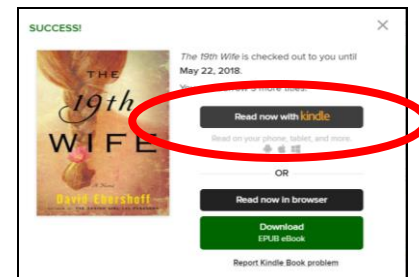 SUCCESS!
THE
19th
WIFE
A Novel
David Ebershoff
The 19th Wife is checked out to you until
May 22, 2018.
Read now with kindle
Read on your phone, tablet, and more.
OR
Read now in browser
Download
EPUB eBook
Report Kindle Book problem